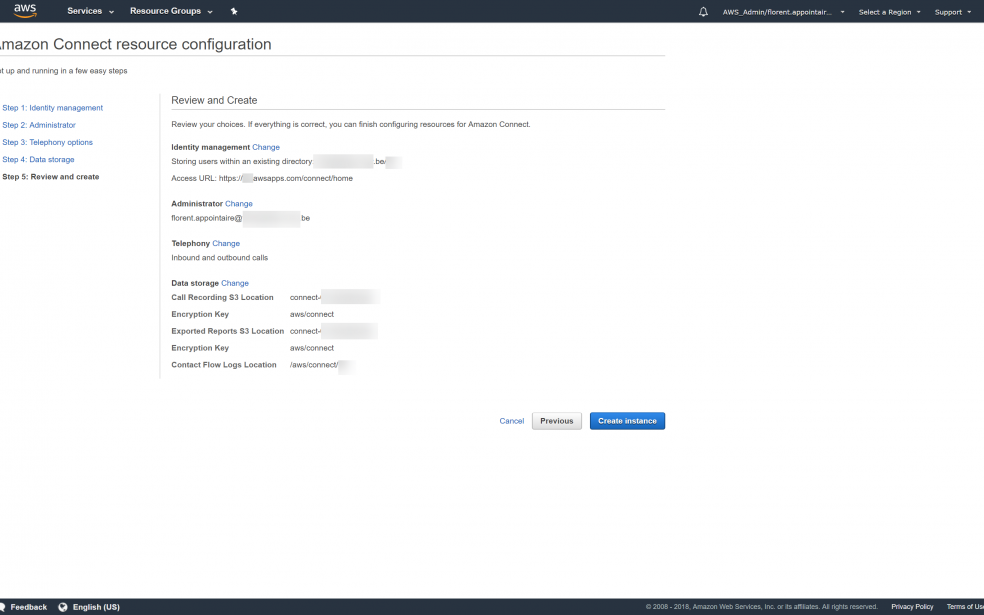 aws Services Resource Groups AWS_Admin/florent.appointair... Select a Region Support
mazon Connect resource configuration
t up and running in a few easy steps
Step 1: Identity management
Step 2: Administrator
Step 3: Telephony options
Step 4: Data storage
Step 5: Review and create
Review and Create
Review your choices. If everything is correct, you can finish configuring resources for Amazon Connect.
Identity management Change
Storing users within an existing directory .be/
Access URL: https:// awsapps.com/connect/home
Administrator Change
florent.appointaire@ be
Telephony Change
Inbound and outbound calls
Data storage Change
Call Recording S3 Location connect-
Encryption Key aws/connect
Exported Reports S3 Location connect-
Encryption Key aws/connect
Contact Flow Logs Location /aws/connect/
Cancel Previous Create instance
Feedback English (US) © 2008 - 2018, Amazon Web Services, Inc. or its affiliates. All rights reserved. Privacy Policy Terms of Us